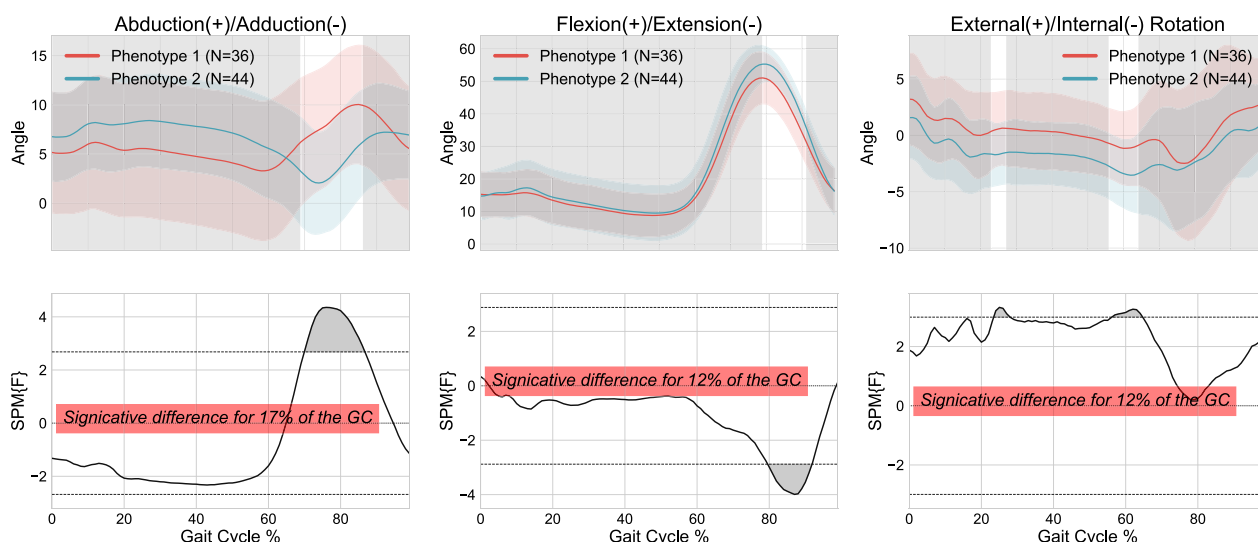 Abduction(+)/Adduction(-)
Flexion(+)/Extension(-)
External(+)/Internal(-) Rotation
15
10
5
0
Angle
Phenotype 1 (N=36)
Phenotype 2 (N=44)
60
50
40
30
20
10
0
Angle
Phenotype 1 (N=36)
Phenotype 2 (N=44)
5
0
−5
−10
Angle
Phenotype 1 (N=36)
Phenotype 2 (N=44)
4
2
0
−2
SPM{F}
Signicative difference for 17% of the GC
0
20
40
60
80
Gait Cycle %
2
0
−2
−4
SPM{F}
Signicative difference for 12% of the GC
0
20
40
60
80
Gait Cycle %
2
0
−2
SPM{F}
Signicative difference for 12% of the GC
0
20
40
60
80
Gait Cycle %